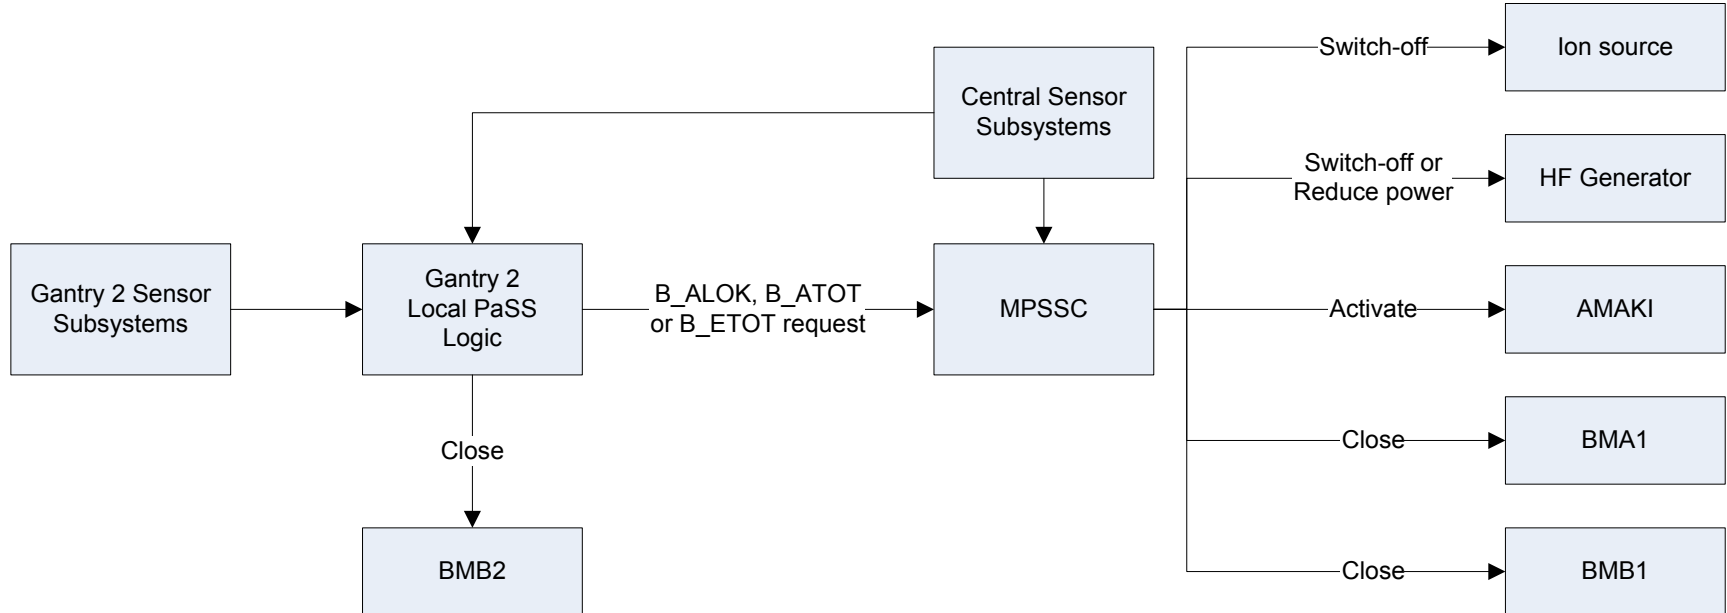 Switch-off
Ion source
Central Sensor
Subsystems
Switch-off or
Reduce power
HF Generator
Gantry 2 Sensor
Subsystems
Gantry 2
Local PaSS
Logic
B_ALOK, B_ATOT
or B_ETOT request
MPSSC
Activate
AMAKI
Close
BMA1
Close
BMB2
Close
BMB1